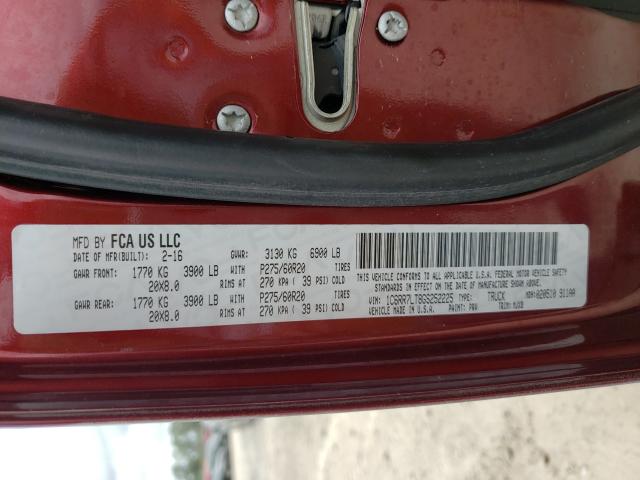 MFD BY FCA US LLC
DATE OF MFR(BUILT): 2-16 GVWR: 3130 KG 6900 LB
GAWR FRONT: 1770 KG 3900 LB WITH P275/60R20 TIRES
20X8.0 RIMS AT 270 KPA ( 39 PSI) COLD
GAWR REAR: 1770 KG 3900 LB WITH P275/60R20 TIRES
20X8.0 RIMS AT 270 KPA ( 39 PSI) COLD
THIS VEHICLE CONFORMS TO ALL APPLICABLE U.S.A. FEDERAL MOTOR VEHICLE SAFETY
STANDARDS IN EFFECT ON THE DATE OF MANUFACTURE SHOWN ABOVE.
VIN: 1C6RR7LT8GS252225 TYPE: TRUCK MDH: 020510 911AA
VEHICLE MADE IN U.S.A. PAINT: PRV TRIM: